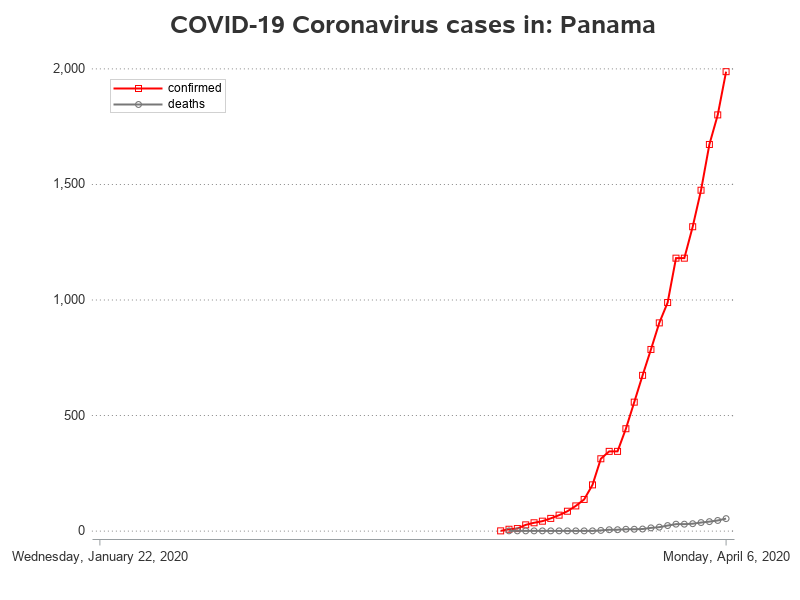 COVID-19 Coronavirus cases in: Panama
2,000
confirmed
deaths
1,500
1,000
500
0
Wednesday, January 22, 2020 Monday, April 6, 2020